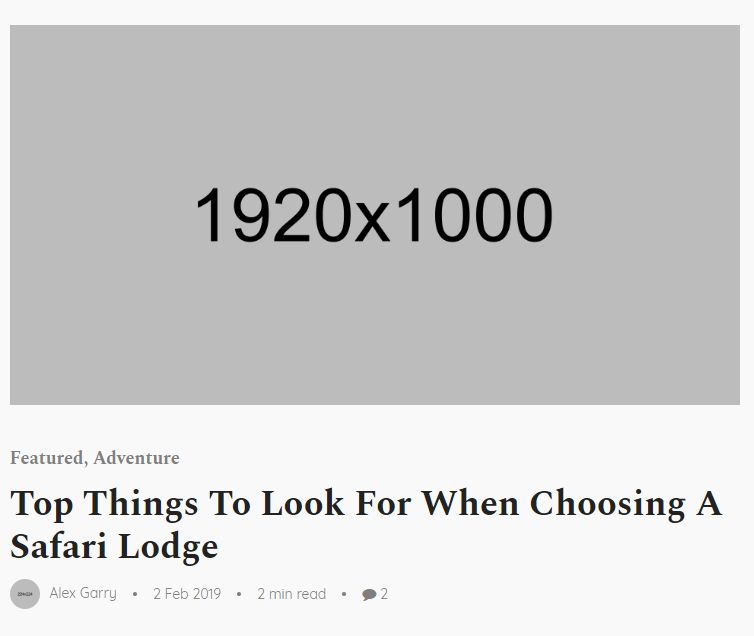 1920x1000
Featured, Adventure
Top Things To Look For When Choosing A
Safari Lodge
Alex Garry • 2 Feb 2019 • 2 min read • 2